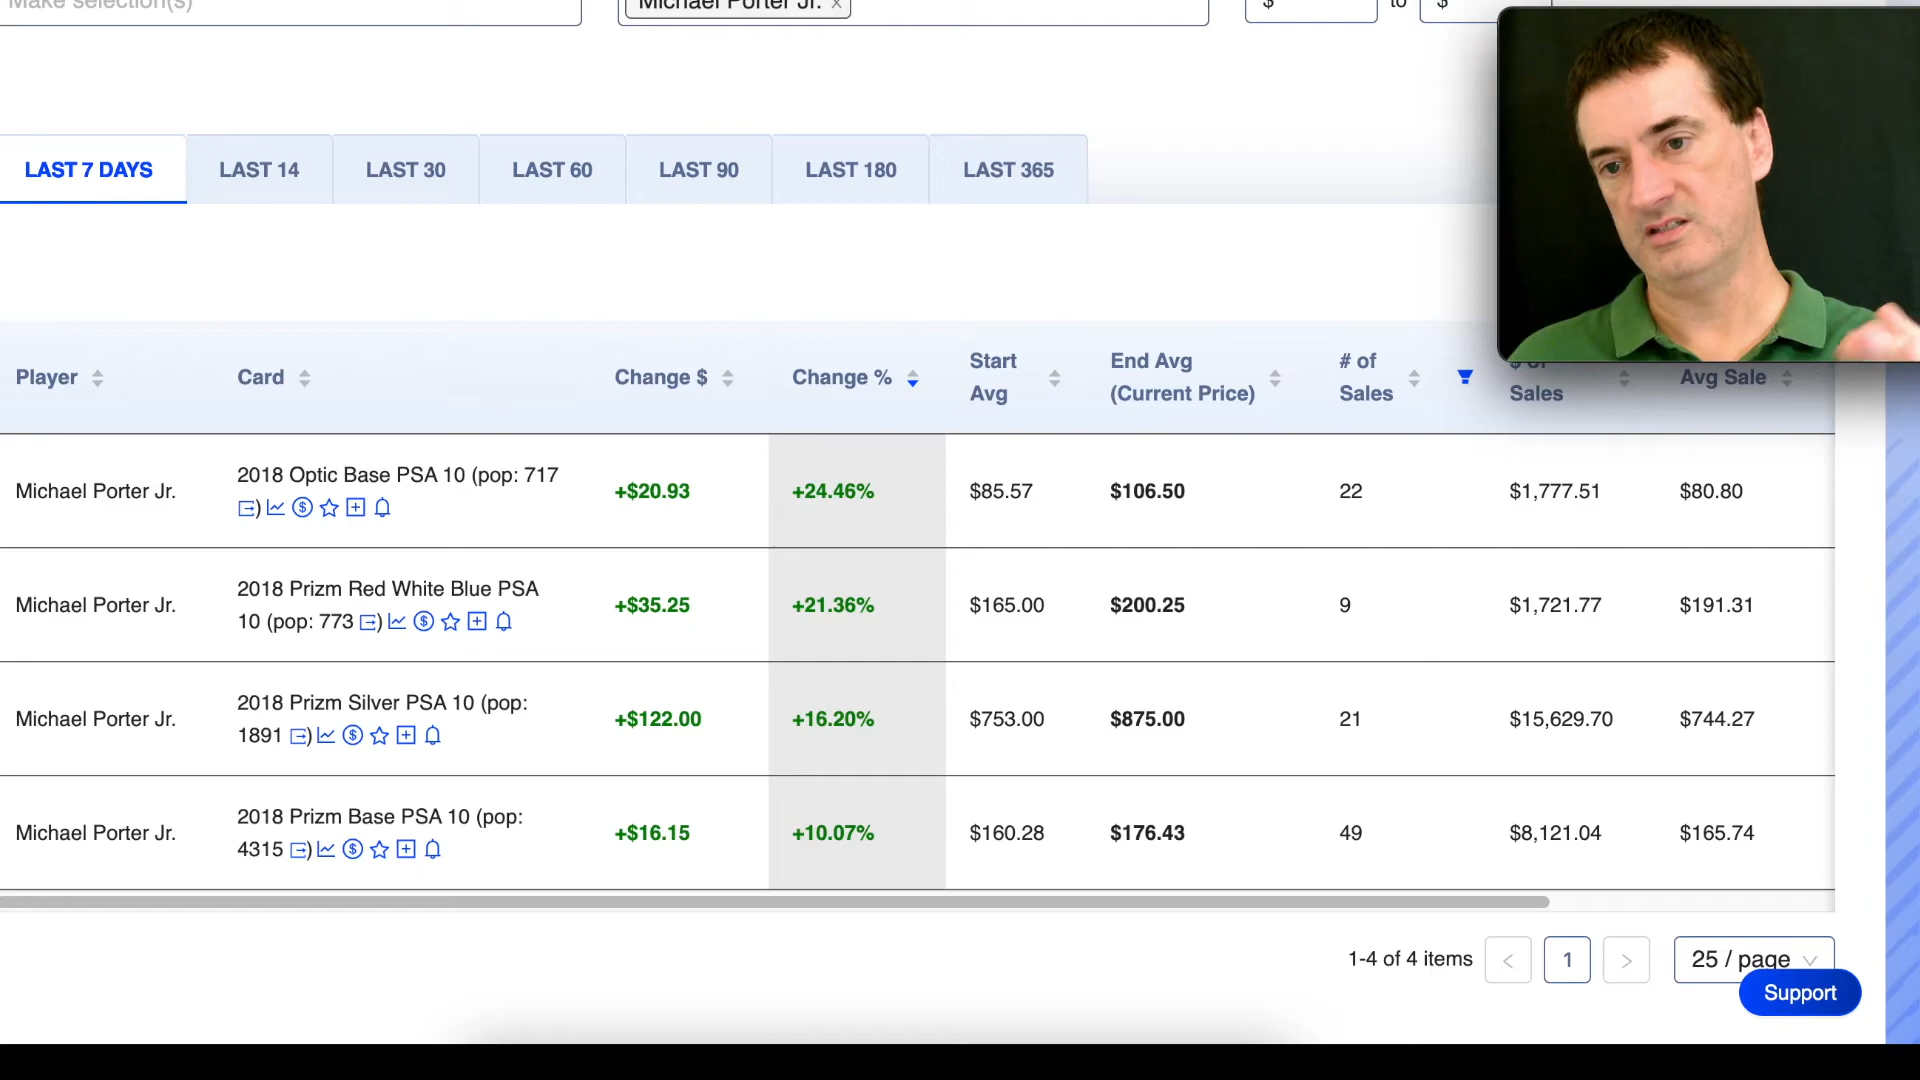 Make selection(s)
Michael Porter Jr. x
$ to $
LAST 7 DAYS LAST 14 LAST 30 LAST 60 LAST 90 LAST 180 LAST 365
Player Card Change $ Change % Start Avg End Avg (Current Price) # of Sales $ of Sales Avg Sale
Michael Porter Jr. 2018 Optic Base PSA 10 (pop: 717 +$20.93 +24.46% $85.57 $106.50 22 $1,777.51 $80.80
)
Michael Porter Jr. 2018 Prizm Red White Blue PSA +$35.25 +21.36% $165.00 $200.25 9 $1,721.77 $191.31
10 (pop: 773 )
Michael Porter Jr. 2018 Prizm Silver PSA 10 (pop: +$122.00 +16.20% $753.00 $875.00 21 $15,629.70 $744.27
1891 )
Michael Porter Jr. 2018 Prizm Base PSA 10 (pop: +$16.15 +10.07% $160.28 $176.43 49 $8,121.04 $165.74
4315 )
1-4 of 4 items < 1 > 25 / page
Support